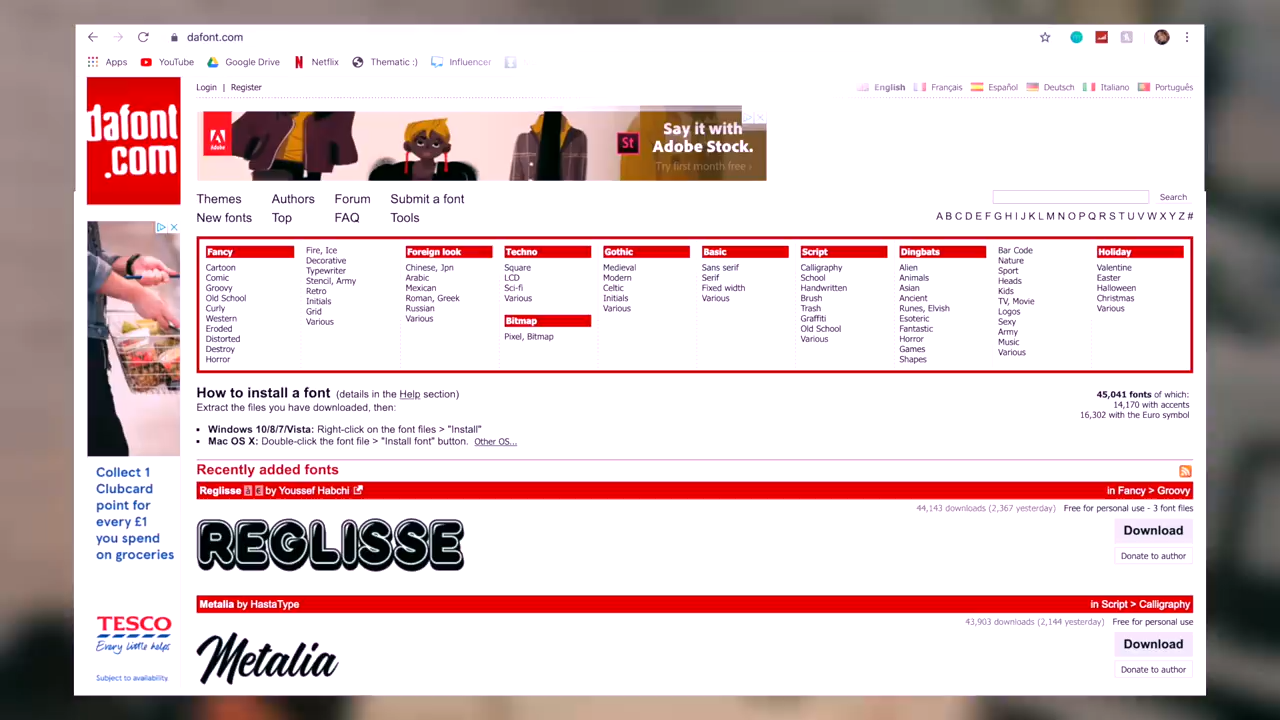 dafont.com
Apps YouTube Google Drive Netflix Thematic :) Influencer
dafont
.com
Login | Register
English Français Español Deutsch Italiano Português
Adobe
St
Say it with
Adobe Stock.
Try first month free ›
Themes Authors Forum Submit a font
New fonts Top FAQ Tools
Search
A B C D E F G H I J K L M N O P Q R S T U V W X Y Z #
Fancy
Cartoon
Comic
Groovy
Old School
Curly
Western
Eroded
Distorted
Destroy
Horror
Fire, Ice
Decorative
Typewriter
Stencil, Army
Retro
Initials
Grid
Various
Foreign look
Chinese, Jpn
Arabic
Mexican
Roman, Greek
Russian
Various
Techno
Square
LCD
Sci-fi
Various
Bitmap
Pixel, Bitmap
Gothic
Medieval
Modern
Celtic
Initials
Various
Basic
Sans serif
Serif
Fixed width
Various
Script
Calligraphy
School
Handwritten
Brush
Trash
Graffiti
Old School
Various
Dingbats
Alien
Animals
Asian
Ancient
Runes, Elvish
Esoteric
Fantastic
Horror
Games
Shapes
Bar Code
Nature
Sport
Heads
Kids
TV, Movie
Logos
Sexy
Army
Music
Various
Holiday
Valentine
Easter
Halloween
Christmas
Various
How to install a font (details in the Help section)
Extract the files you have downloaded, then:
Windows 10/8/7/Vista: Right-click on the font files > "Install"
Mac OS X: Double-click the font file > "Install font" button. Other OS...
45,041 fonts of which:
14,170 with accents
16,302 with the Euro symbol
Recently added fonts
Reglisse à € by Youssef Habchi in Fancy > Groovy
44,143 downloads (2,367 yesterday) Free for personal use - 3 font files
REGLISSE
Download
Donate to author
Metalia by HastaType in Script > Calligraphy
43,903 downloads (2,144 yesterday) Free for personal use
Metalia
Download
Donate to author
Collect 1
Clubcard
point for
every £1
you spend
on groceries
TESCO
Every little helps
Subject to availability.